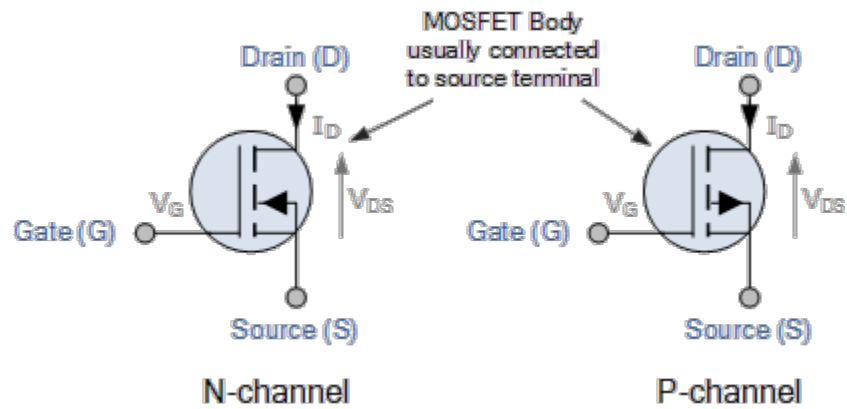 MOSFET Body
usually connected
to source terminal
Drain (D)
Drain (D)
ID
ID
VG
VDS
VG
VDS
Gate (G)
Gate (G)
Source (S)
Source (S)
N-channel
P-channel